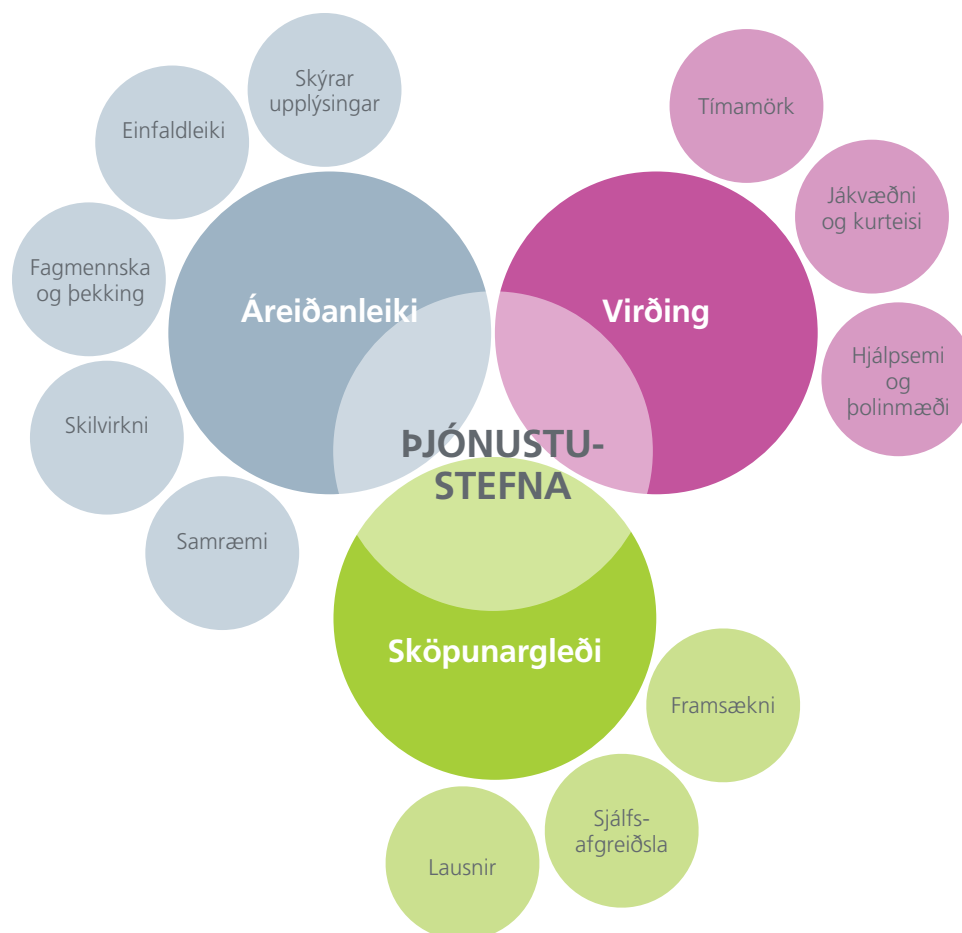 Skýrar
upplýsingar
Einfaldleiki
Fagmennska
og þekking
Skilvirkni
Samræmi
Áreiðanleiki
Tímamörk
Jákvæðni
og kurteisi
Hjálpsemi
og
þolinmæði
Virðing
ÞJÓNUSTU-
STEFNA
Sköpunargleði
Framsækni
Sjálfs-
afgreiðsla
Lausnir